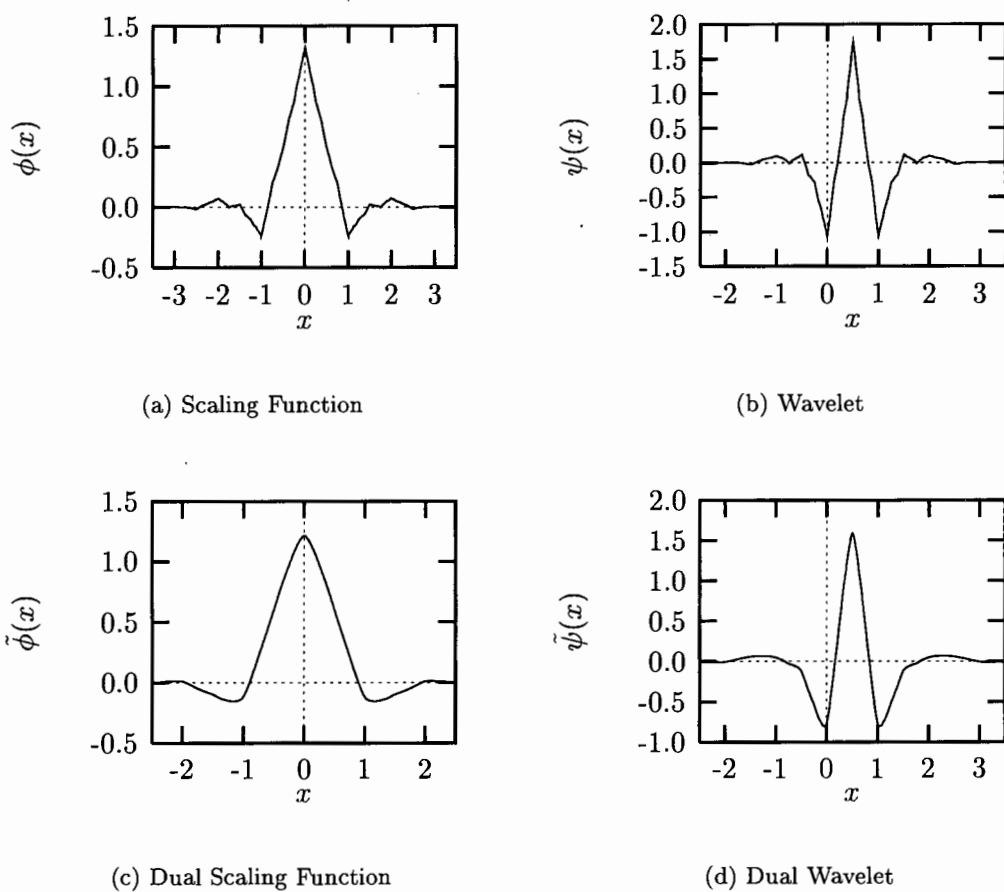 1.5
1.0
0.5
0.0
-0.5
ϕ(x)
-3 -2 -1 0 1 2 3
x
(a) Scaling Function
2.0
1.5
1.0
0.5
0.0
-0.5
-1.0
-1.5
ψ(x)
-2 -1 0 1 2 3
x
(b) Wavelet
1.5
1.0
0.5
0.0
-0.5
ϕ̃(x)
-2 -1 0 1 2
x
(c) Dual Scaling Function
2.0
1.5
1.0
0.5
0.0
-0.5
-1.0
ψ̃(x)
-2 -1 0 1 2 3
x
(d) Dual Wavelet